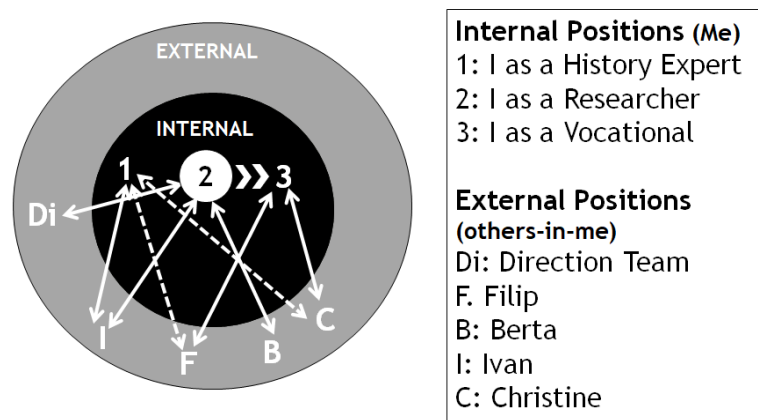 EXTERNAL
INTERNAL
1
2
3
Di
I
F
B
C
Internal Positions (Me)
1: I as a History Expert
2: I as a Researcher
3: I as a Vocational
External Positions
(others-in-me)
Di: Direction Team
F. Filip
B: Berta
I: Ivan
C: Christine